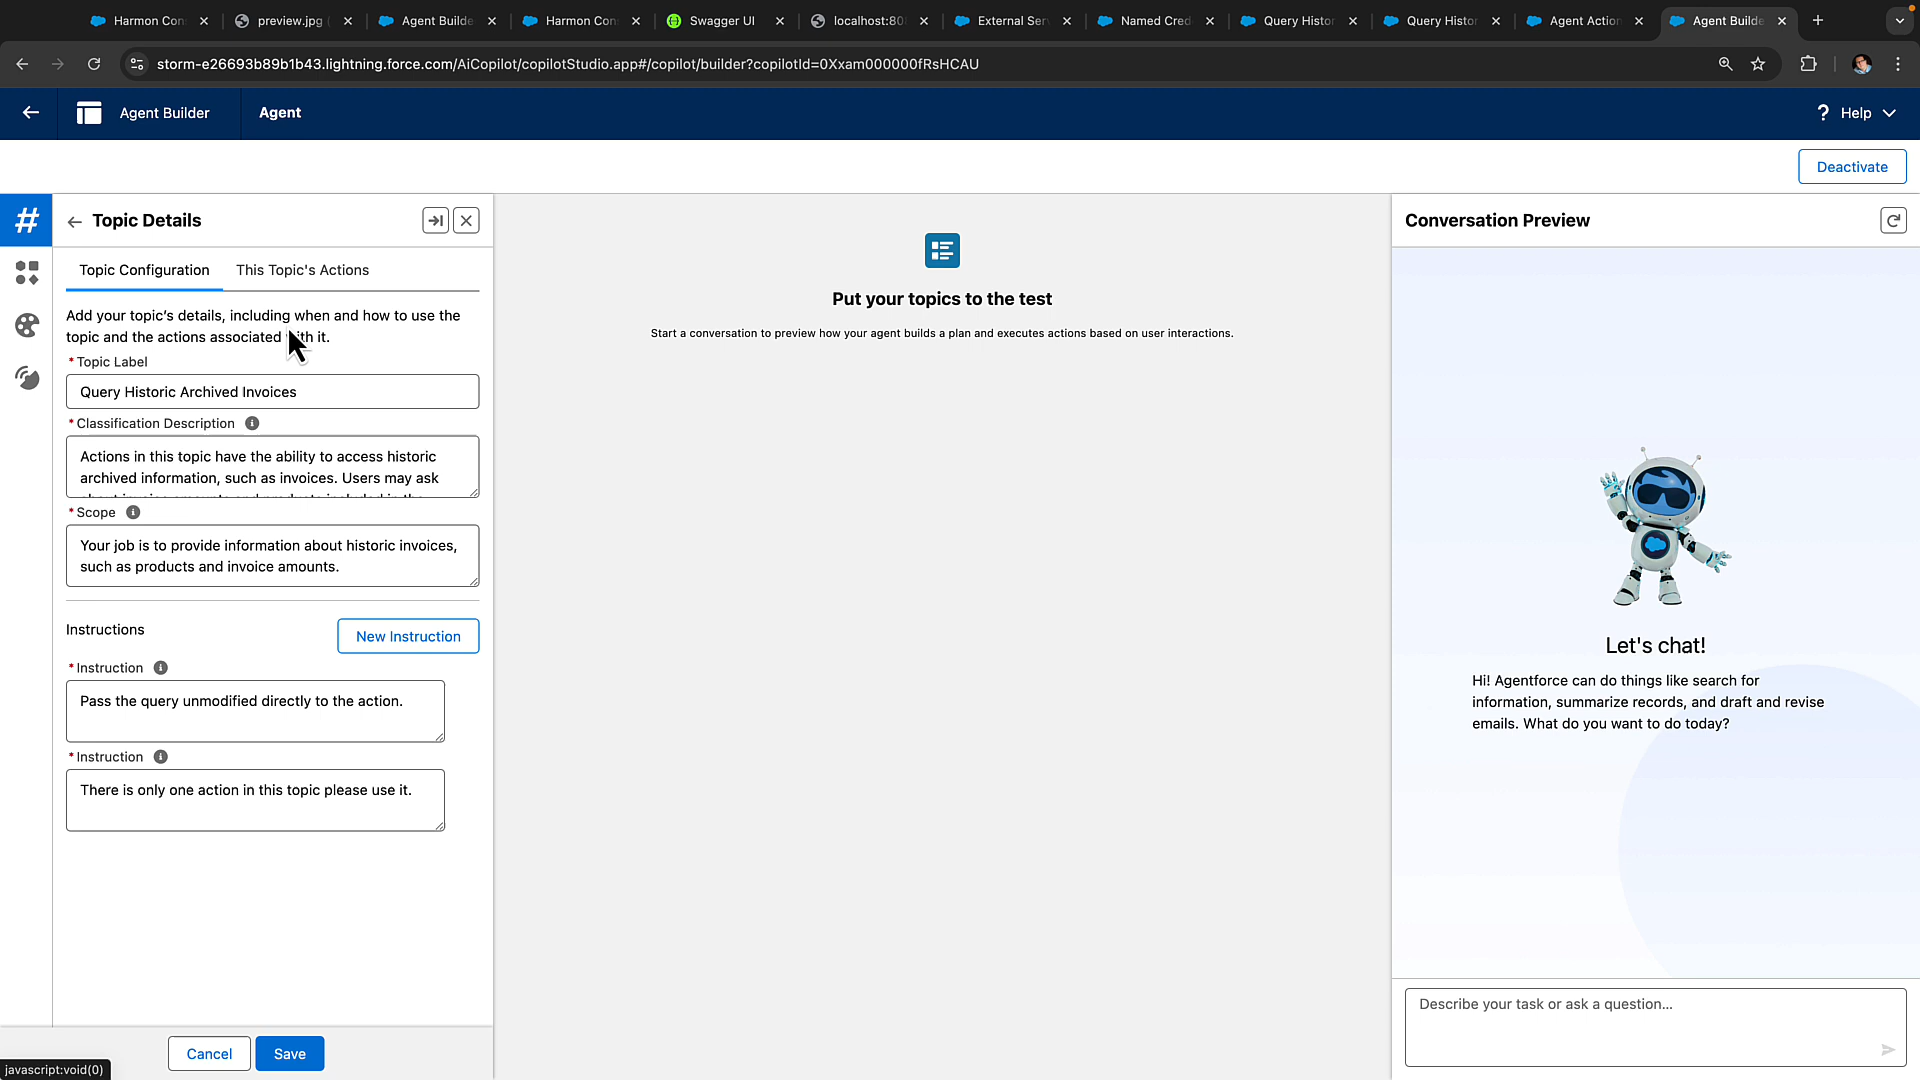 Harmon Con
preview.jpg (
Agent Builde
Harmon Con
Swagger UI
localhost:80
External Ser
Named Cred
Query Histor
Query Histor
Agent Action
Agent Builde
storm-e26693b89b1b43.lightning.force.com/AiCopilot/copilotStudio.app#/copilot/builder?copilotId=0Xxam000000fRsHCAU
Agent Builder
Agent
? Help
Deactivate
#
Topic Details
Topic Configuration
This Topic's Actions
Add your topic's details, including when and how to use the
topic and the actions associated with it.
* Topic Label
Query Historic Archived Invoices
* Classification Description
Actions in this topic have the ability to access historic
archived information, such as invoices. Users may ask
* Scope
Your job is to provide information about historic invoices,
such as products and invoice amounts.
Instructions
New Instruction
* Instruction
Pass the query unmodified directly to the action.
* Instruction
There is only one action in this topic please use it.
Cancel
Save
javascript:void(0)
Put your topics to the test
Start a conversation to preview how your agent builds a plan and executes actions based on user interactions.
Conversation Preview
Let's chat!
Hi! Agentforce can do things like search for
information, summarize records, and draft and revise
emails. What do you want to do today?
Describe your task or ask a question...